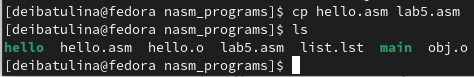 [deibatulina@fedora nasm_programs]$ cp hello.asm lab5.asm
[deibatulina@fedora nasm_programs]$ ls
hello hello.asm hello.o lab5.asm list.lst main obj.o
[deibatulina@fedora nasm_programs]$